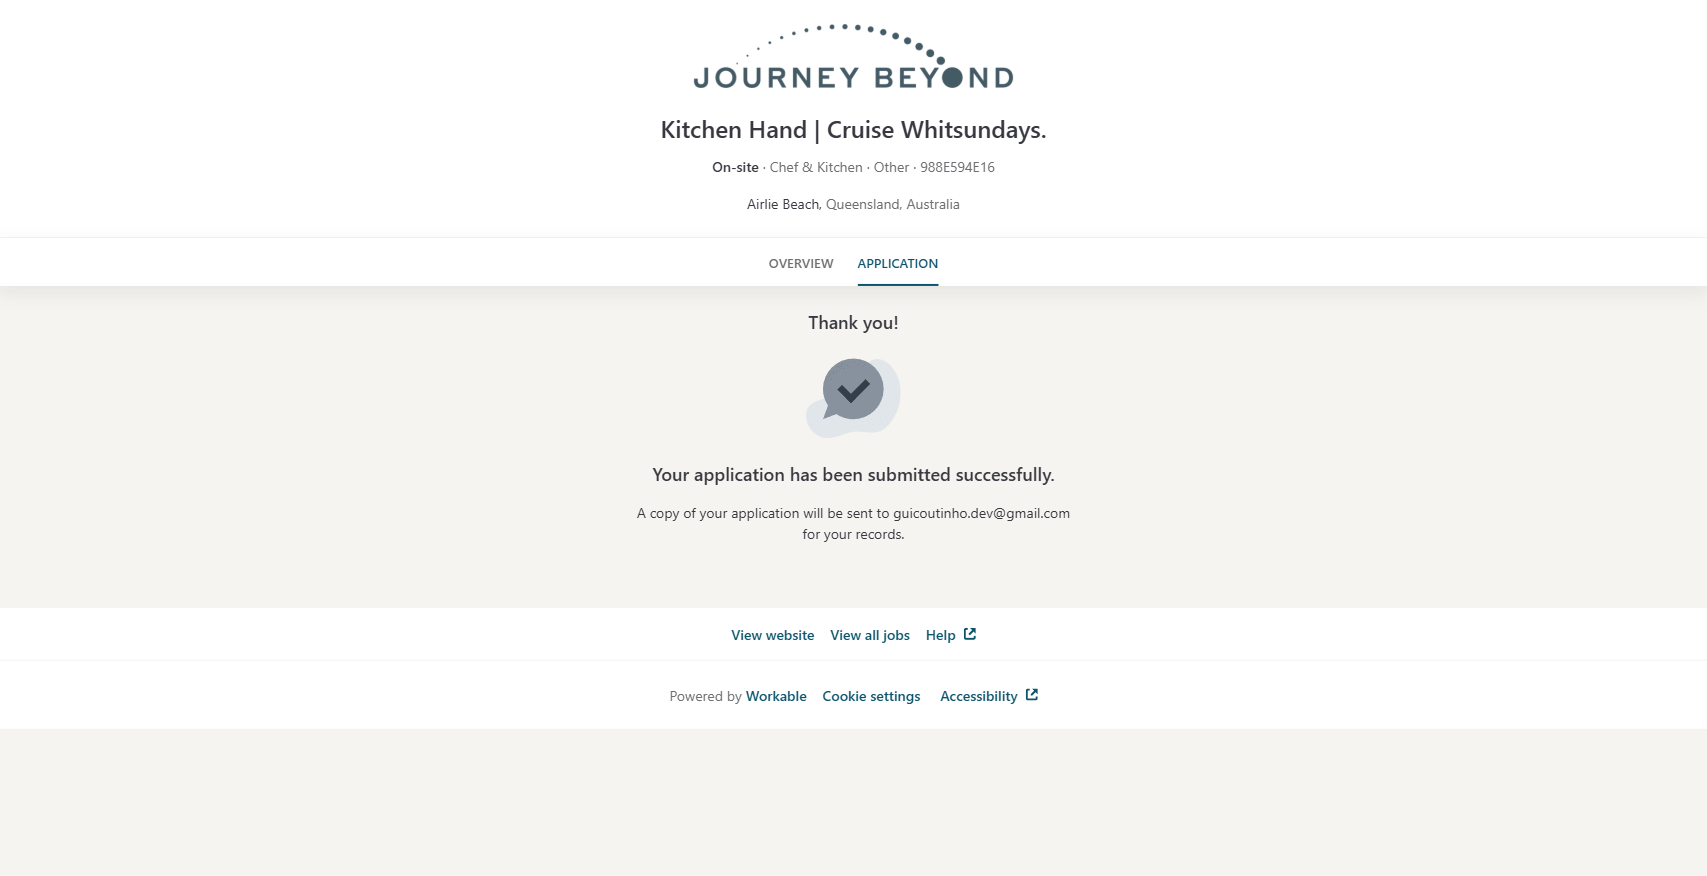 JOURNEY BEYOND
Kitchen Hand | Cruise Whitsundays.
On-site · Chef & Kitchen · Other · 988E594E16
Airlie Beach, Queensland, Australia
OVERVIEW APPLICATION
Thank you!
Your application has been submitted successfully.
A copy of your application will be sent to guicoutinho.dev@gmail.com
for your records.
View website View all jobs Help
Powered by Workable Cookie settings Accessibility